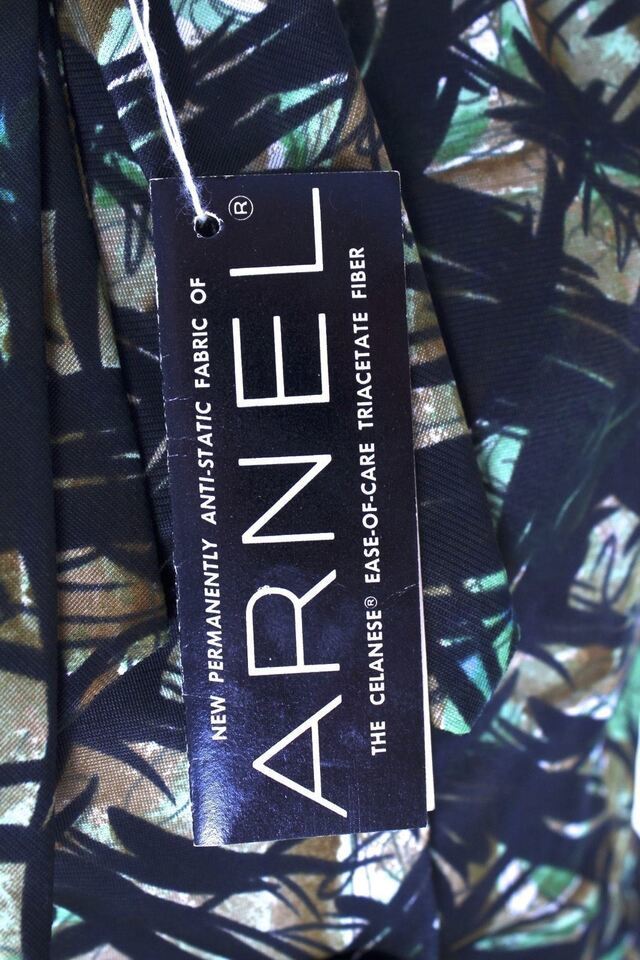 NEW PERMANENTLY ANTI-STATIC FABRIC OF
ARNEL®
THE CELANESE® EASE-OF-CARE TRIACETATE FIBER